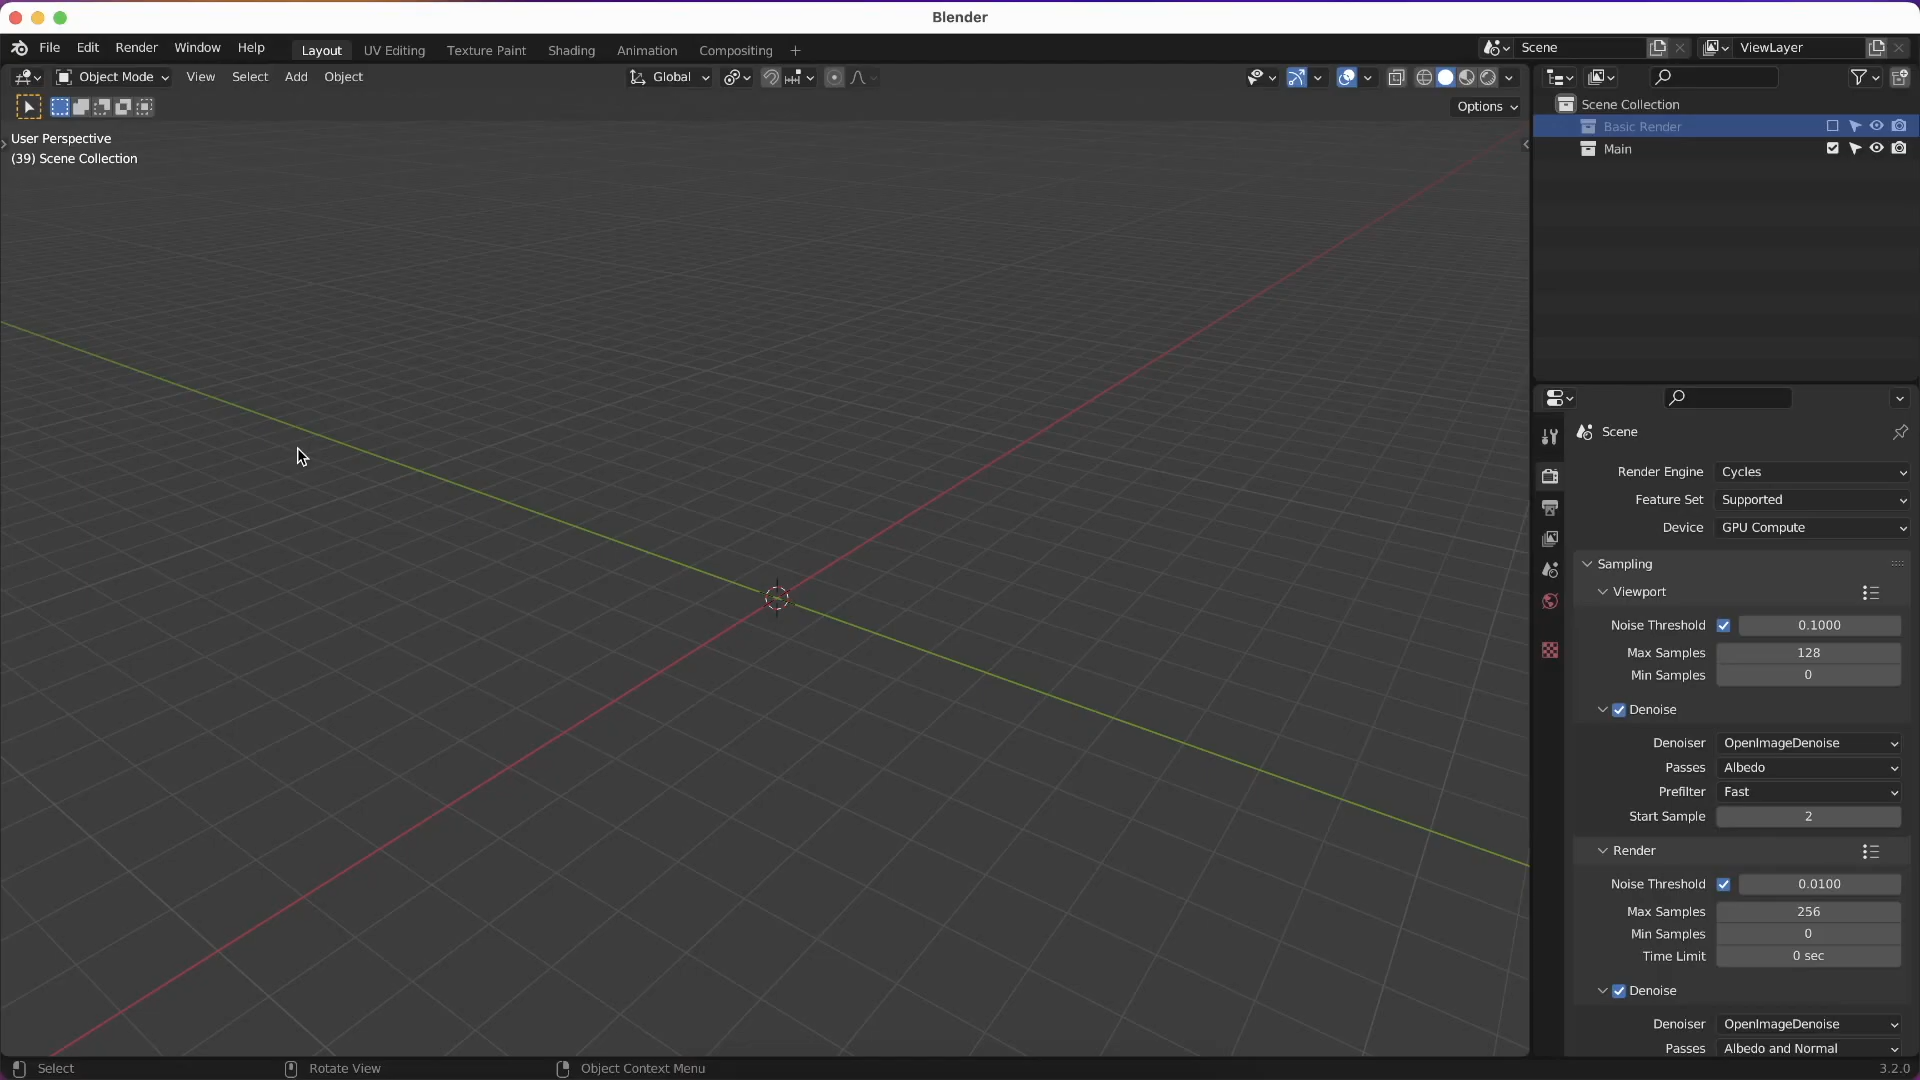 Blender
File Edit Render Window Help Layout UV Editing Texture Paint Shading Animation Compositing + Scene ViewLayer
Object Mode View Select Add Object Global
Options
User Perspective
(39) Scene Collection
Scene Collection
Basic Render
Main
Scene
Render Engine Cycles
Feature Set Supported
Device GPU Compute
Sampling
Viewport
Noise Threshold 0.1000
Max Samples 128
Min Samples 0
Denoise
Denoiser OpenImageDenoise
Passes Albedo
Prefilter Fast
Start Sample 2
Render
Noise Threshold 0.0100
Max Samples 256
Min Samples 0
Time Limit 0 sec
Denoise
Denoiser OpenImageDenoise
Passes Albedo and Normal
Select Rotate View Object Context Menu 3.2.0